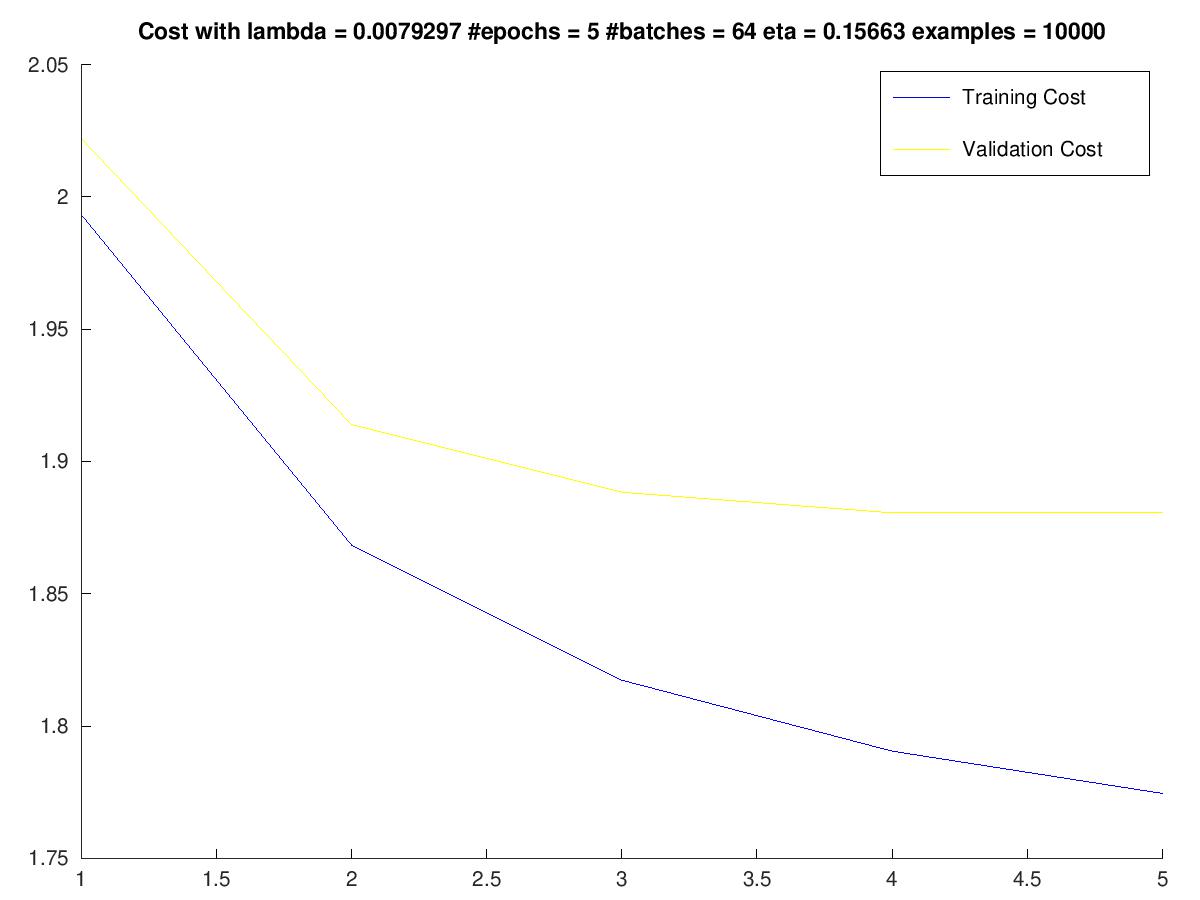 Cost with lambda = 0.0079297 #epochs = 5 #batches = 64 eta = 0.15663 examples = 10000
2.05
Training Cost
Validation Cost
2
1.95
1.9
1.85
1.8
1.75
1 1.5 2 2.5 3 3.5 4 4.5 5